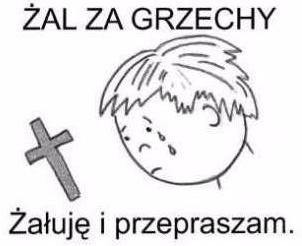 ŻAL ZA GRZECHY
Żałuję i przepraszam.